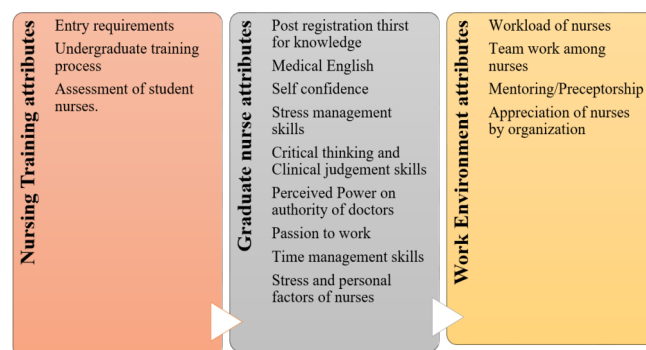 Nursing Training attributes
Entry requirements
Undergraduate training
process
Assessment of student
nurses.
Graduate nurse attributes
Post registration thirst
for knowledge
Medical English
Self confidence
Stress management
skills
Critical thinking and
Clinical judgement skills
Perceived Power on
authority of doctors
Passion to work
Time management skills
Stress and personal
factors of nurses
Work Environment attributes
Workload of nurses
Team work among
nurses
Mentoring/Preceptorship
Appreciation of nurses
by organization